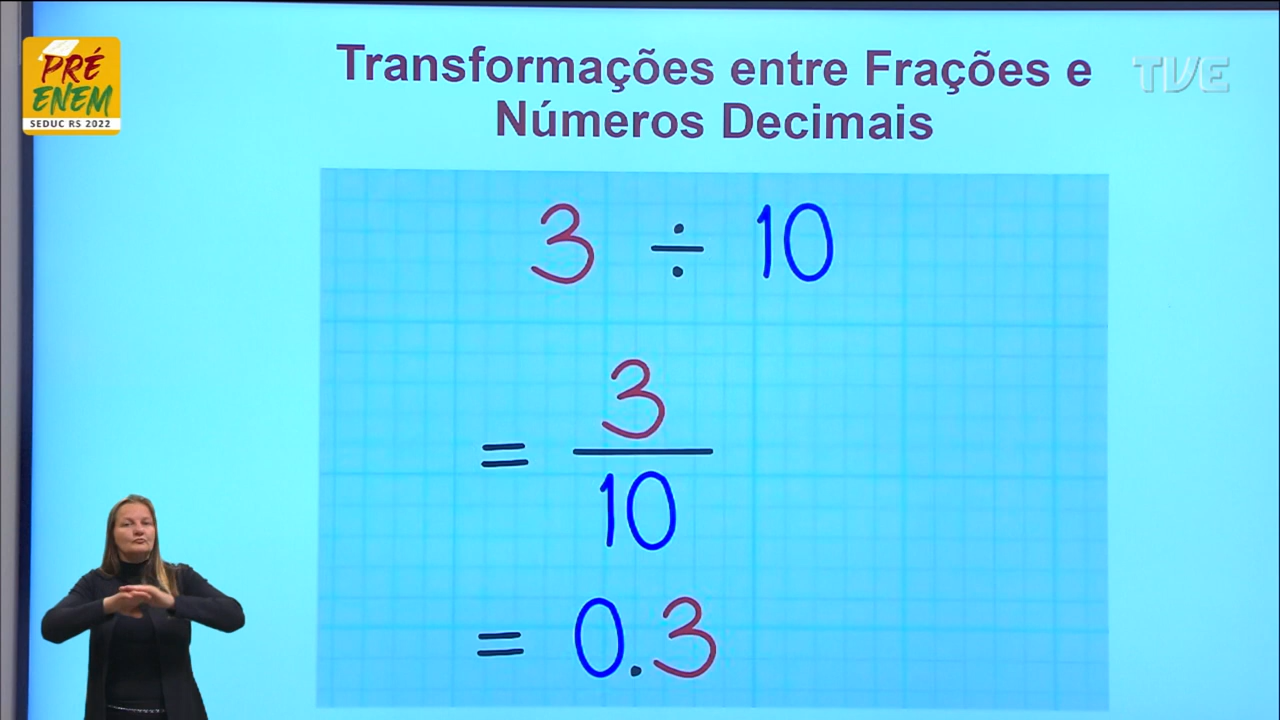 PRÉ
ENEM
SEDUC RS 2022
Transformações entre Frações e
Números Decimais
TVE
3 ÷ 10
= 3/10
= 0.3